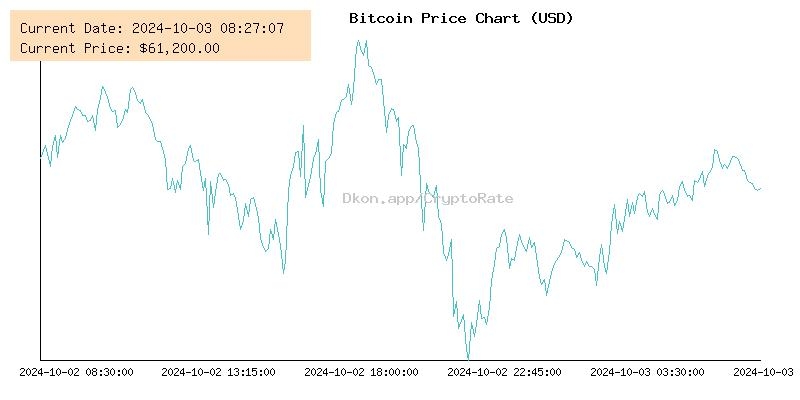 Bitcoin Price Chart (USD)
Current Date: 2024-10-03 08:27:07
Current Price: $61,200.00
Dkon.app/CryptoRate
2024-10-02 08:30:00 2024-10-02 13:15:00 2024-10-02 18:00:00 2024-10-02 22:45:00 2024-10-03 03:30:00 2024-10-03